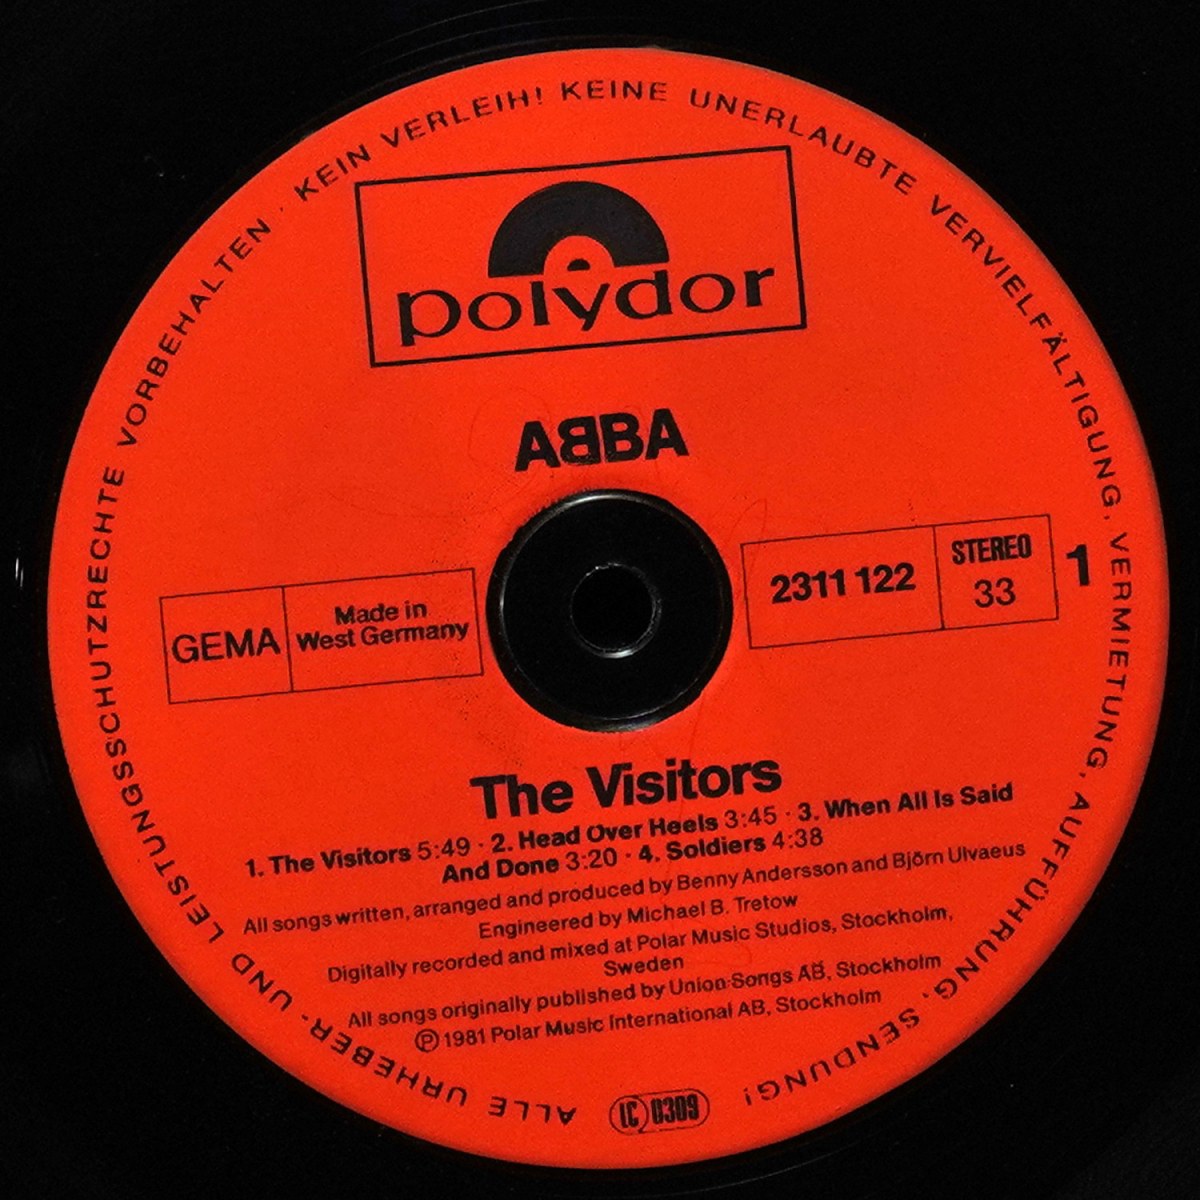 ALLE URHEBER- UND LEISTUNGSSCHUTZRECHTE VORBEHALTEN · KEIN VERLEIH! KEINE UNERLAUBTE VERVIELFÄLTIGUNG, VERMIETUNG, AUFFÜHRUNG, SENDUNG!
polydor
ABBA
GEMA
Made in
West Germany
2311 122
STEREO
33
1
The Visitors
1. The Visitors 5:49 · 2. Head Over Heels 3:45 · 3. When All Is Said
And Done 3:20 · 4. Soldiers 4:38
All songs written, arranged and produced by Benny Andersson and Björn Ulvaeus
Engineered by Michael B. Tretow
Digitally recorded and mixed at Polar Music Studios, Stockholm,
Sweden
All songs originally published by Union Songs AB, Stockholm
Ⓟ 1981 Polar Music International AB, Stockholm
LC 0309